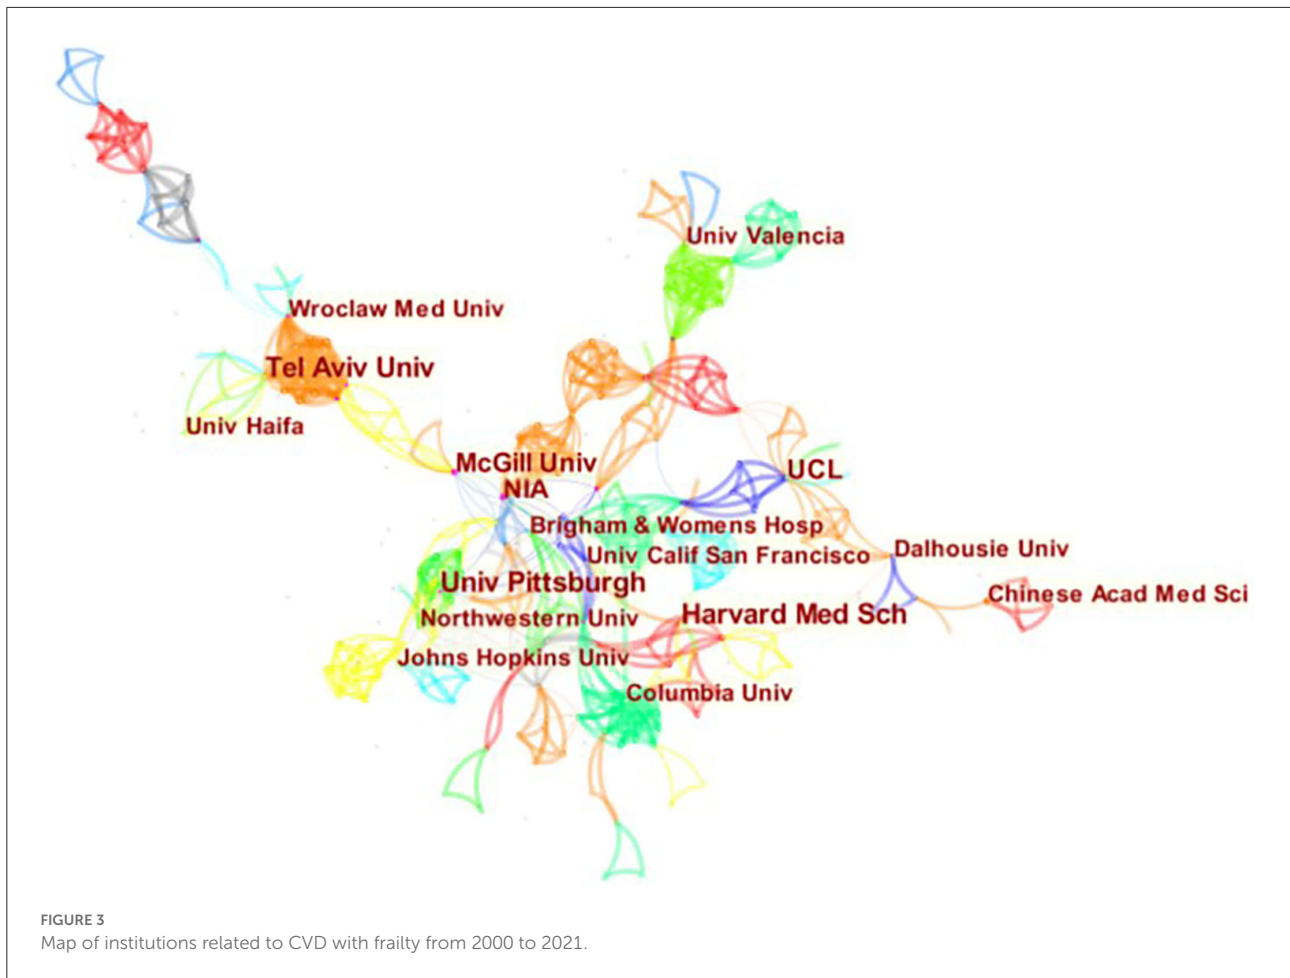 Univ Valencia
Wroclaw Med Univ
Tel Aviv Univ
Univ Haifa
McGill Univ
UCL
NIA
Brigham & Womens Hosp
Univ Calif San Francisco
Dalhousie Univ
Univ Pittsburgh
Chinese Acad Med Sci
Northwestern Univ
Harvard Med Sch
Johns Hopkins Univ
Columbia Univ
FIGURE 3
Map of institutions related to CVD with frailty from 2000 to 2021.